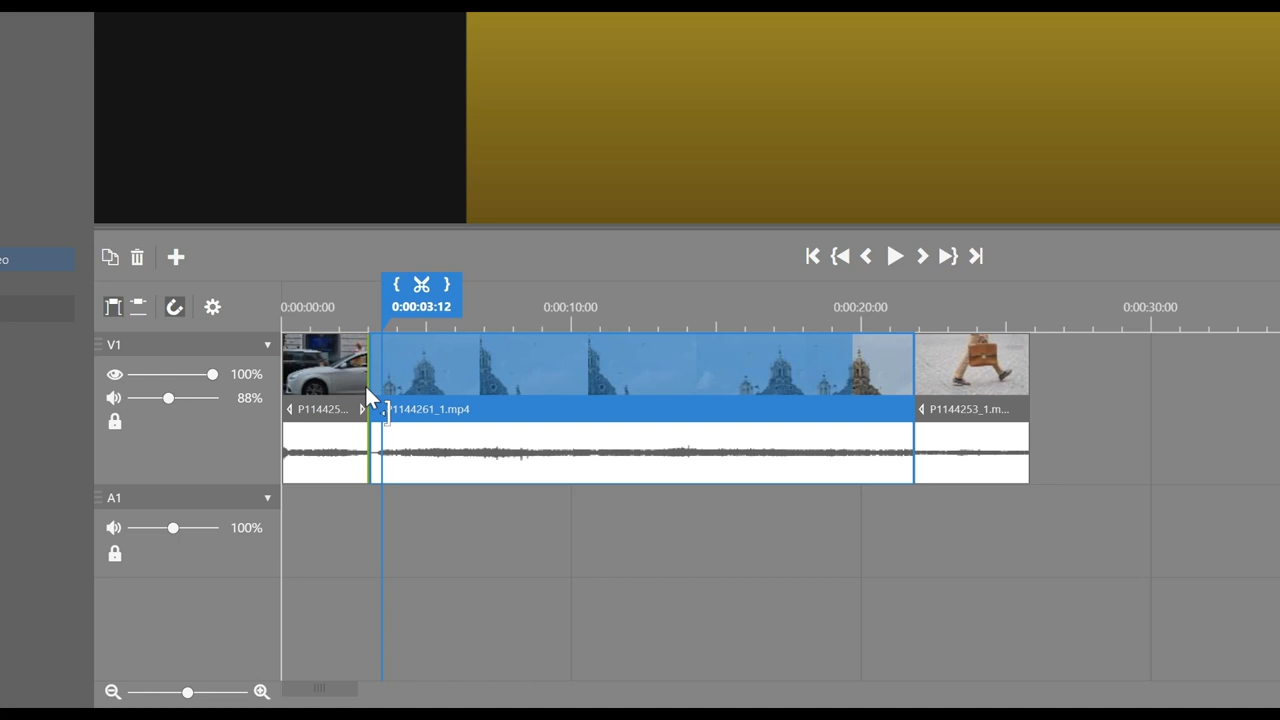 eo
0:00:03:12
0:00:00:00
0:00:10:00
0:00:20:00
0:00:30:00
V1
100%
88%
P114425...
P1144261_1.mp4
P1144253_1.m...
A1
100%